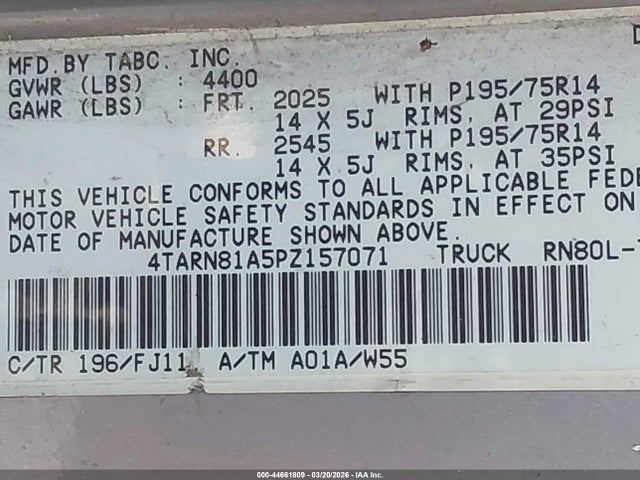 MFD.BY TABC, INC.
GVWR (LBS) : 4400
GAWR (LBS) : FRT. 2025 WITH P195/75R14
14 X 5J RIMS, AT 29PSI
RR. 2545 WITH P195/75R14
14 X 5J RIMS, AT 35PSI
THIS VEHICLE CONFORMS TO ALL APPLICABLE FEDE
MOTOR VEHICLE SAFETY STANDARDS IN EFFECT ON
DATE OF MANUFACTURE SHOWN ABOVE.
4TARN81A5PZ157071 TRUCK RN80L-
C/TR 196/FJ11 A/TM A01A/W55
000-44661809 - 03/20/2026 - IAA Inc.